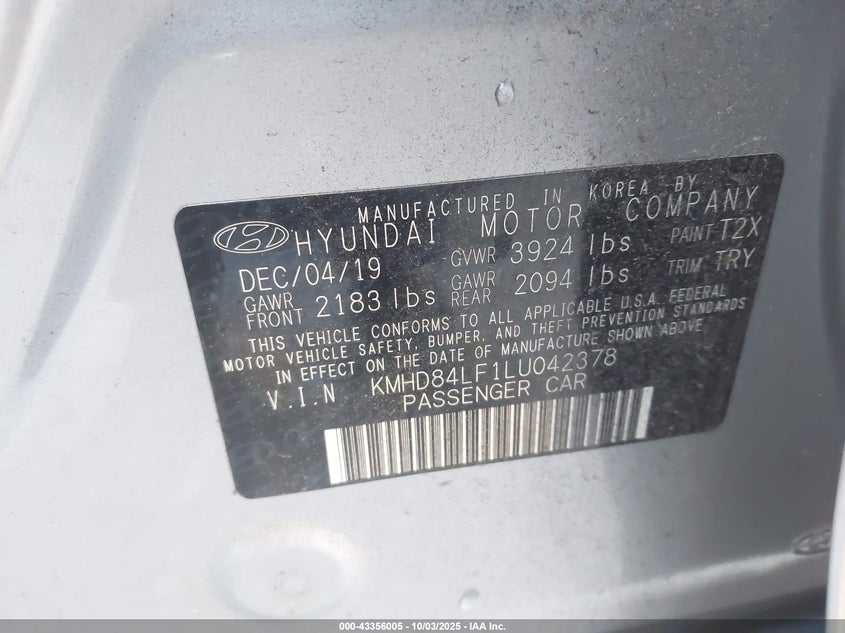 MANUFACTURED IN KOREA BY
HYUNDAI MOTOR COMPANY
DEC/04/19 GVWR 3924 lbs PAINT T2X
GAWR FRONT 2183 lbs GAWR REAR 2094 lbs TRIM TRY
THIS VEHICLE CONFORMS TO ALL APPLICABLE U.S.A. FEDERAL
MOTOR VEHICLE SAFETY, BUMPER, AND THEFT PREVENTION STANDARDS
IN EFFECT ON THE DATE OF MANUFACTURE SHOWN ABOVE
V.I.N KMHD84LF1LU042378
PASSENGER CAR
000-43356005 - 10/03/2025 - IAA Inc.